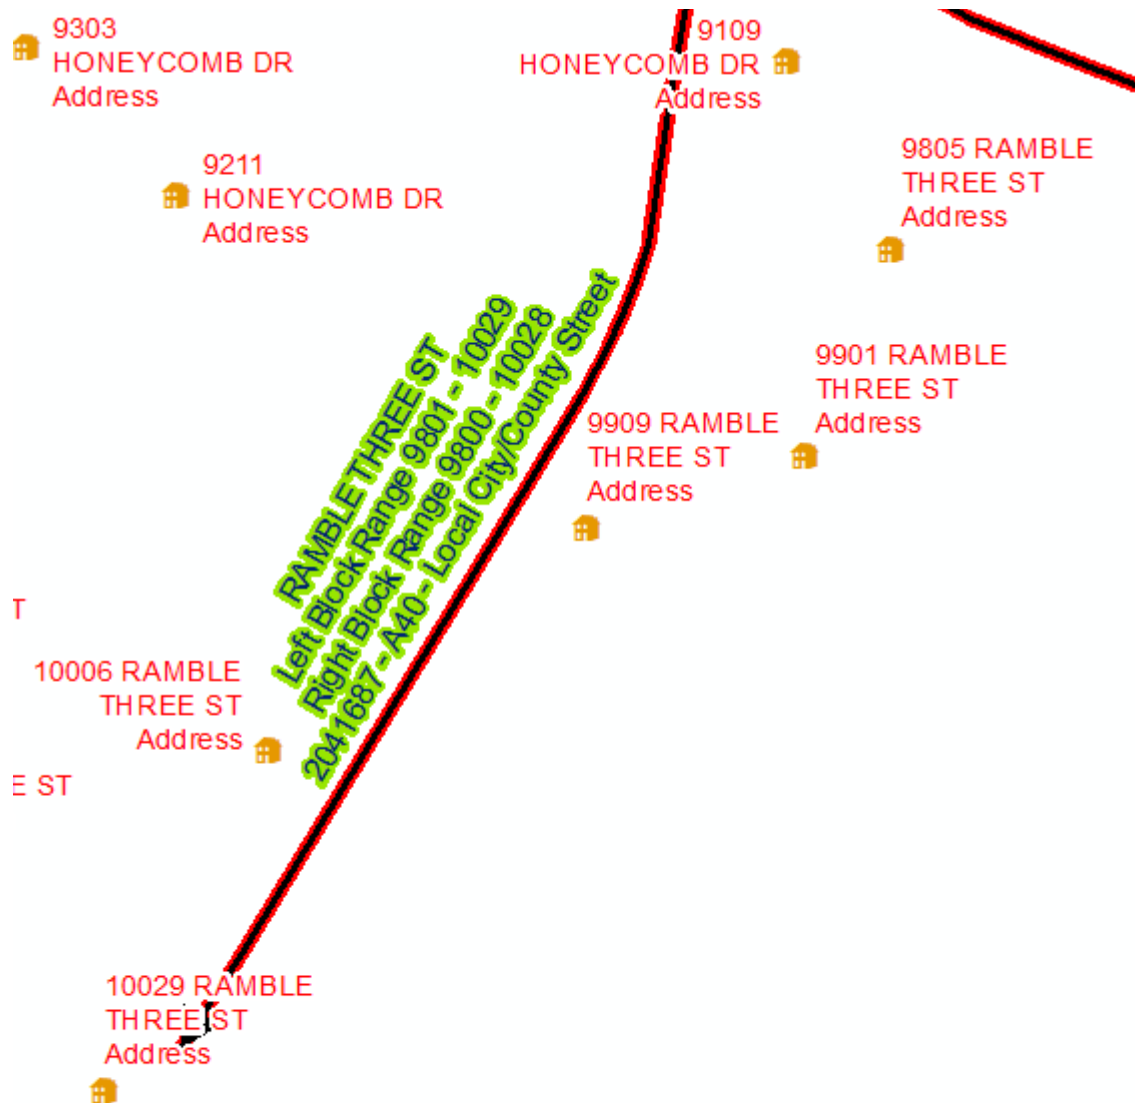 9303
HONEYCOMB DR
Address
9109
HONEYCOMB DR
Address
9211
HONEYCOMB DR
Address
9805 RAMBLE
THREE ST
Address
9901 RAMBLE
THREE ST
Address
9909 RAMBLE
THREE ST
Address
RAMBLE THREE ST
Left Block Range 9801 - 10029
Right Block Range 9800 - 10028
2041687 - A40 - Local City/County Street
T
10006 RAMBLE
THREE ST
Address
E ST
10029 RAMBLE
THREE ST
Address